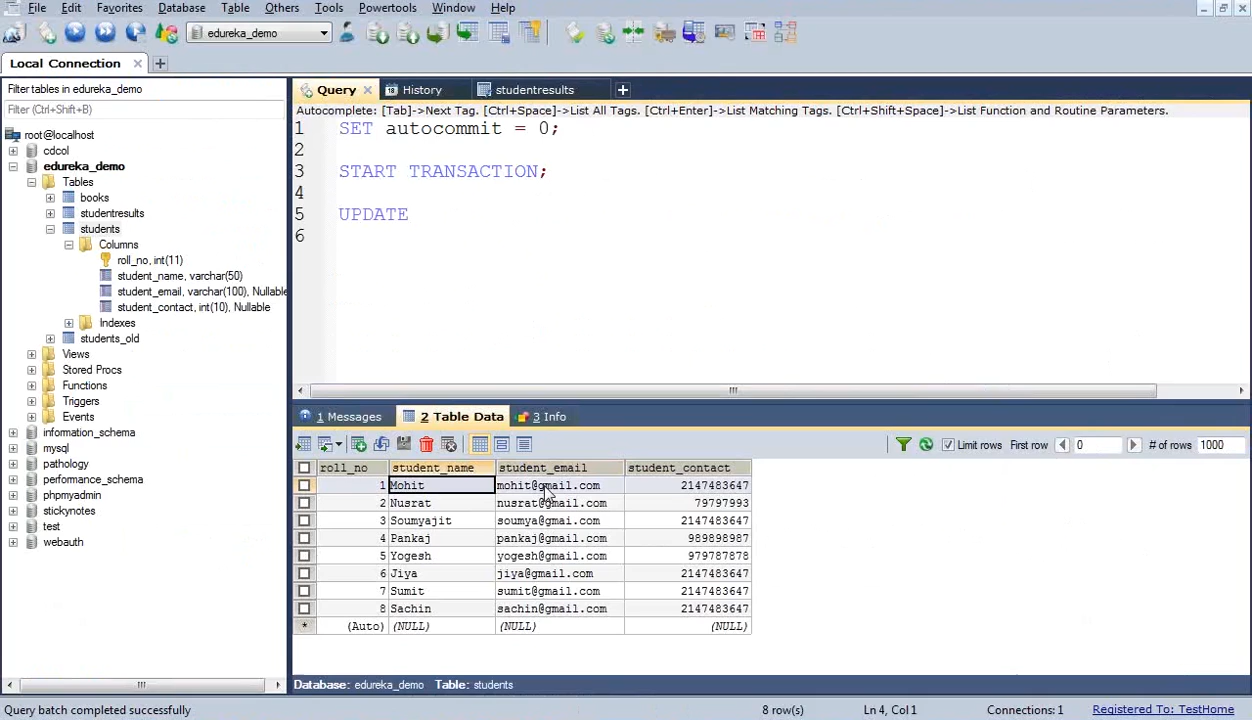 File Edit Favorites Database Table Others Tools Powertools Window Help
edureka_demo
Local Connection
Filter tables in edureka_demo
Filter (Ctrl+Shift+B)
root@localhost
cdcol
edureka_demo
Tables
books
studentresults
students
Columns
roll_no, int(11)
student_name, varchar(50)
student_email, varchar(100), Nullable
student_contact, int(10), Nullable
Indexes
students_old
Views
Stored Procs
Functions
Triggers
Events
information_schema
mysql
pathology
performance_schema
phpmyadmin
stickynotes
test
webauth
Query History studentresults
Autocomplete: [Tab]->Next Tag. [Ctrl+Space]->List All Tags. [Ctrl+Enter]->List Matching Tags. [Ctrl+Shift+Space]->List Function and Routine Parameters.
1 SET autocommit = 0;
2
3 START TRANSACTION;
4
5 UPDATE
6
1 Messages 2 Table Data 3 Info
Limit rows First row 0 # of rows 1000
roll_no student_name student_email student_contact
1 Mohit mohit@gmail.com 2147483647
2 Nusrat nusrat@gmail.com 79797993
3 Soumyajit soumya@gmai.com 2147483647
4 Pankaj pankaj@gmail.com 989898987
5 Yogesh yogesh@gmail.com 979787878
6 Jiya jiya@gmail.com 2147483647
7 Sumit sumit@gmail.com 2147483647
8 Sachin sachin@gmail.com 2147483647
* (Auto) (NULL) (NULL) (NULL)
Database: edureka_demo Table: students
Query batch completed successfully 8 row(s) Ln 4, Col 1 Connections: 1 Registered To: TestHome